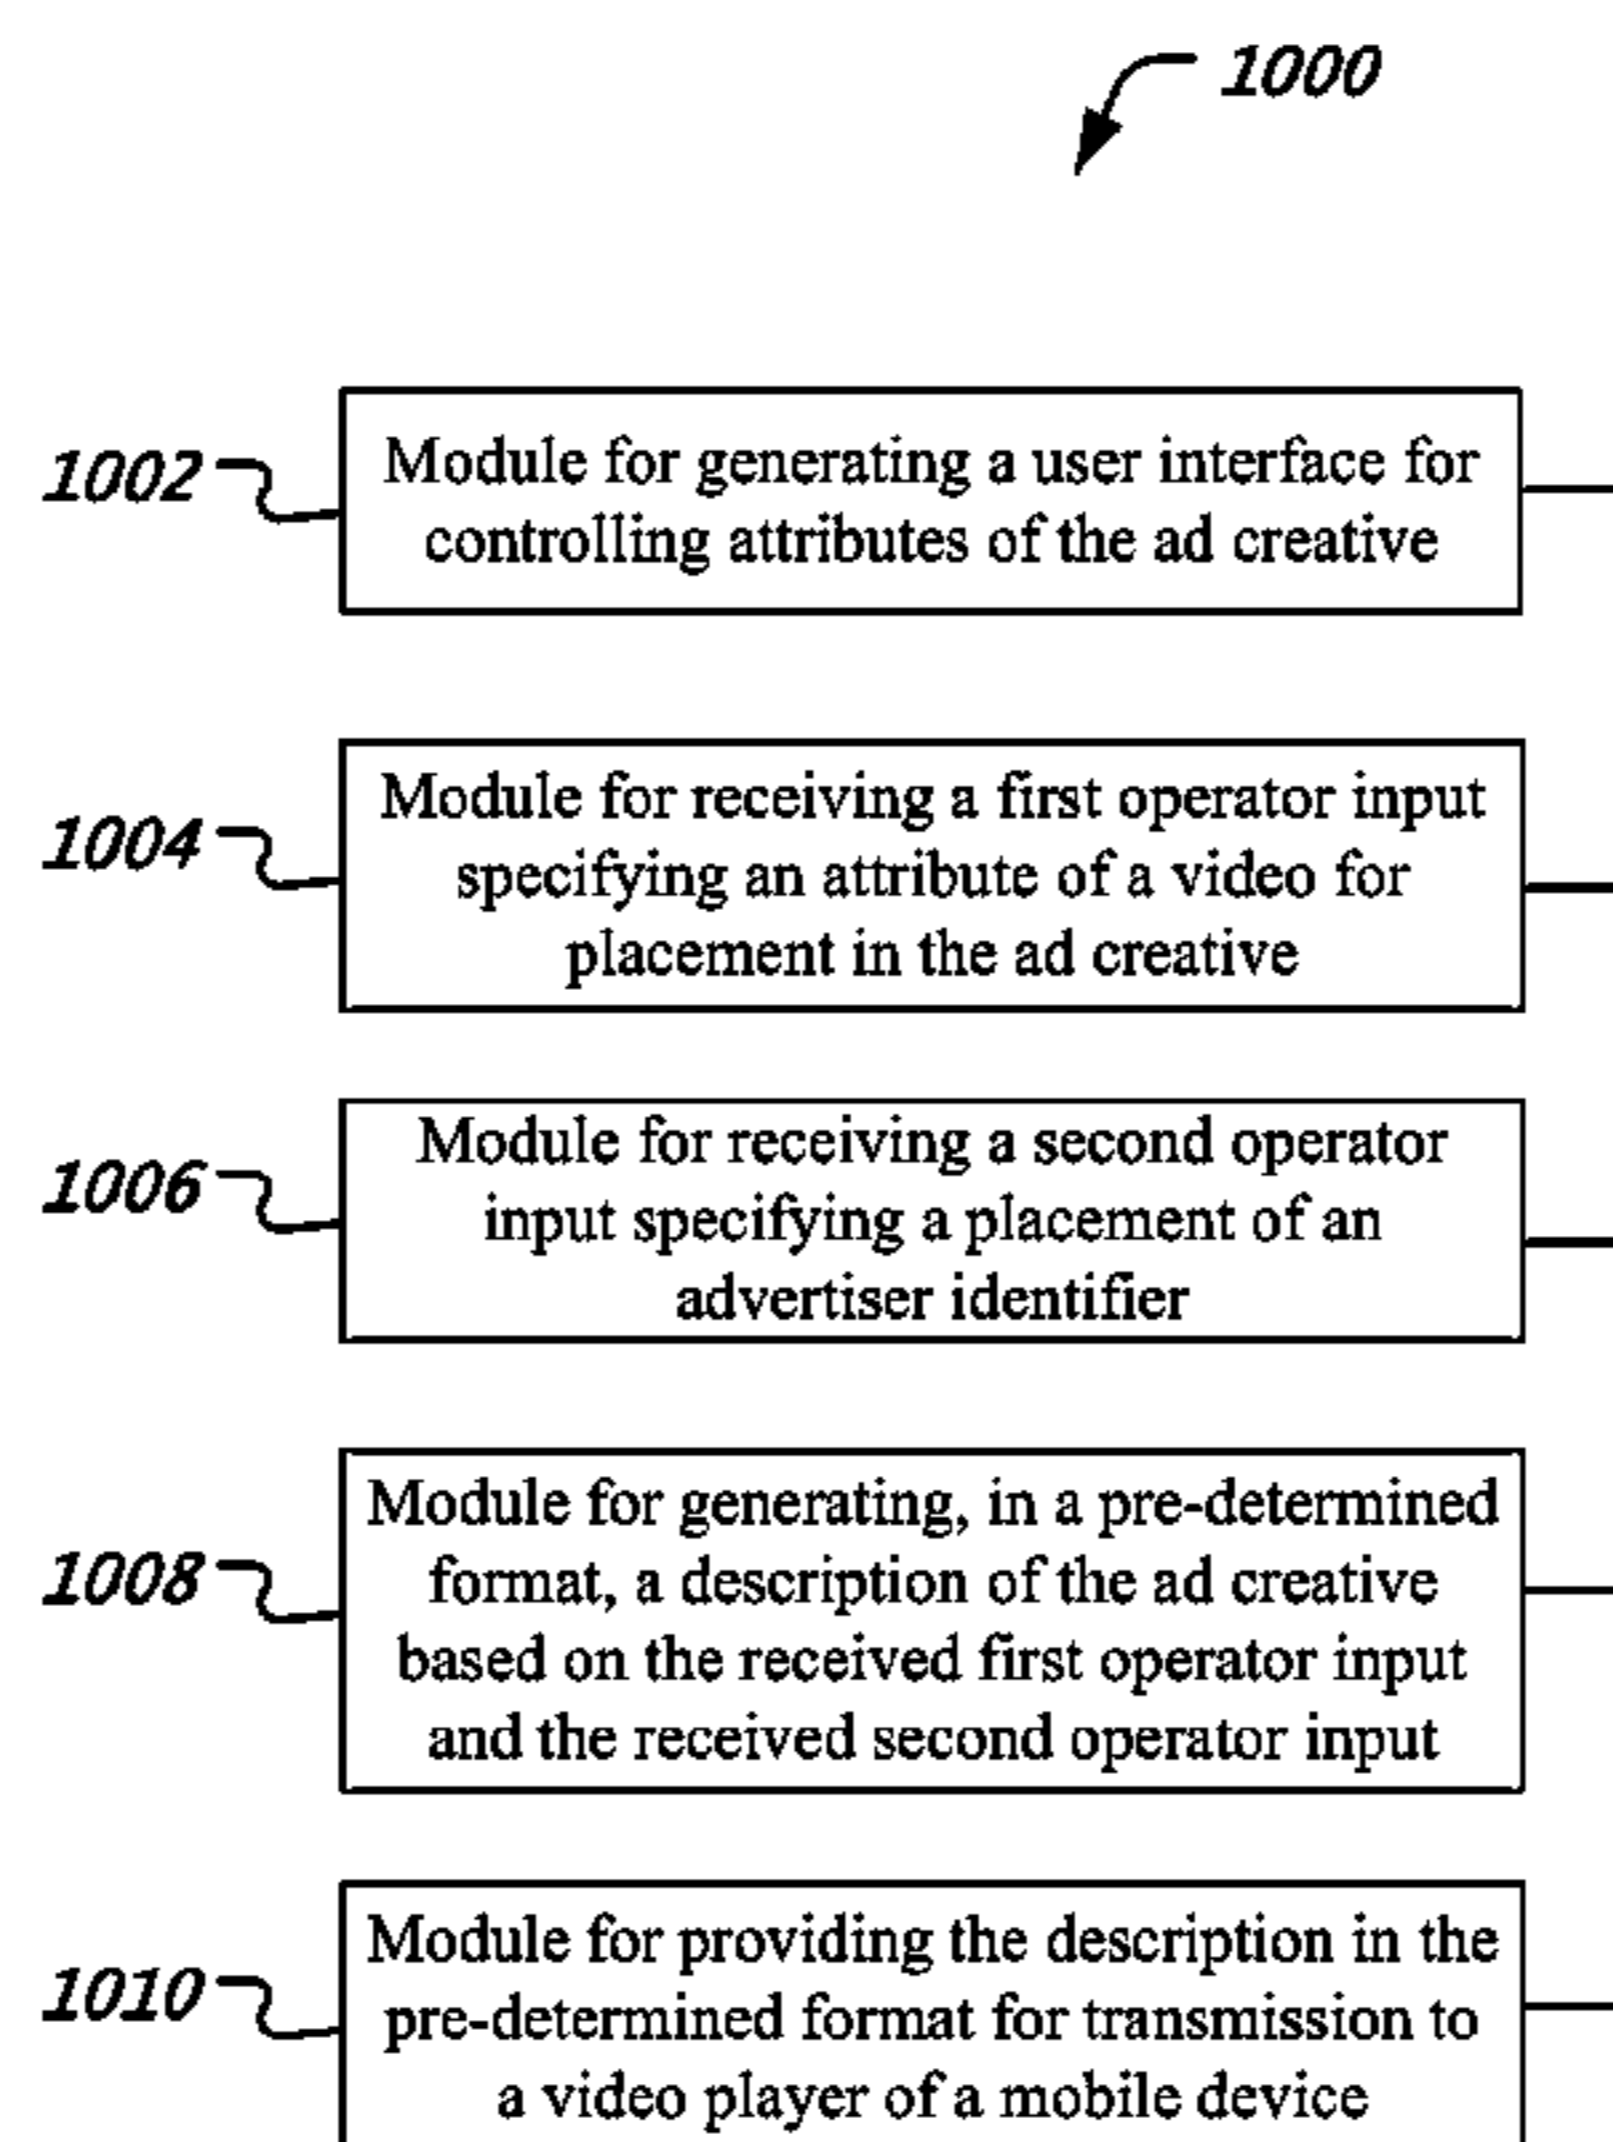 1000
1002
Module for generating a user interface for
controlling attributes of the ad creative
1004
Module for receiving a first operator input
specifying an attribute of a video for
placement in the ad creative
1006
Module for receiving a second operator
input specifying a placement of an
advertiser identifier
1008
Module for generating, in a pre-determined
format, a description of the ad creative
based on the received first operator input
and the received second operator input
1010
Module for providing the description in the
pre-determined format for transmission to
a video player of a mobile device